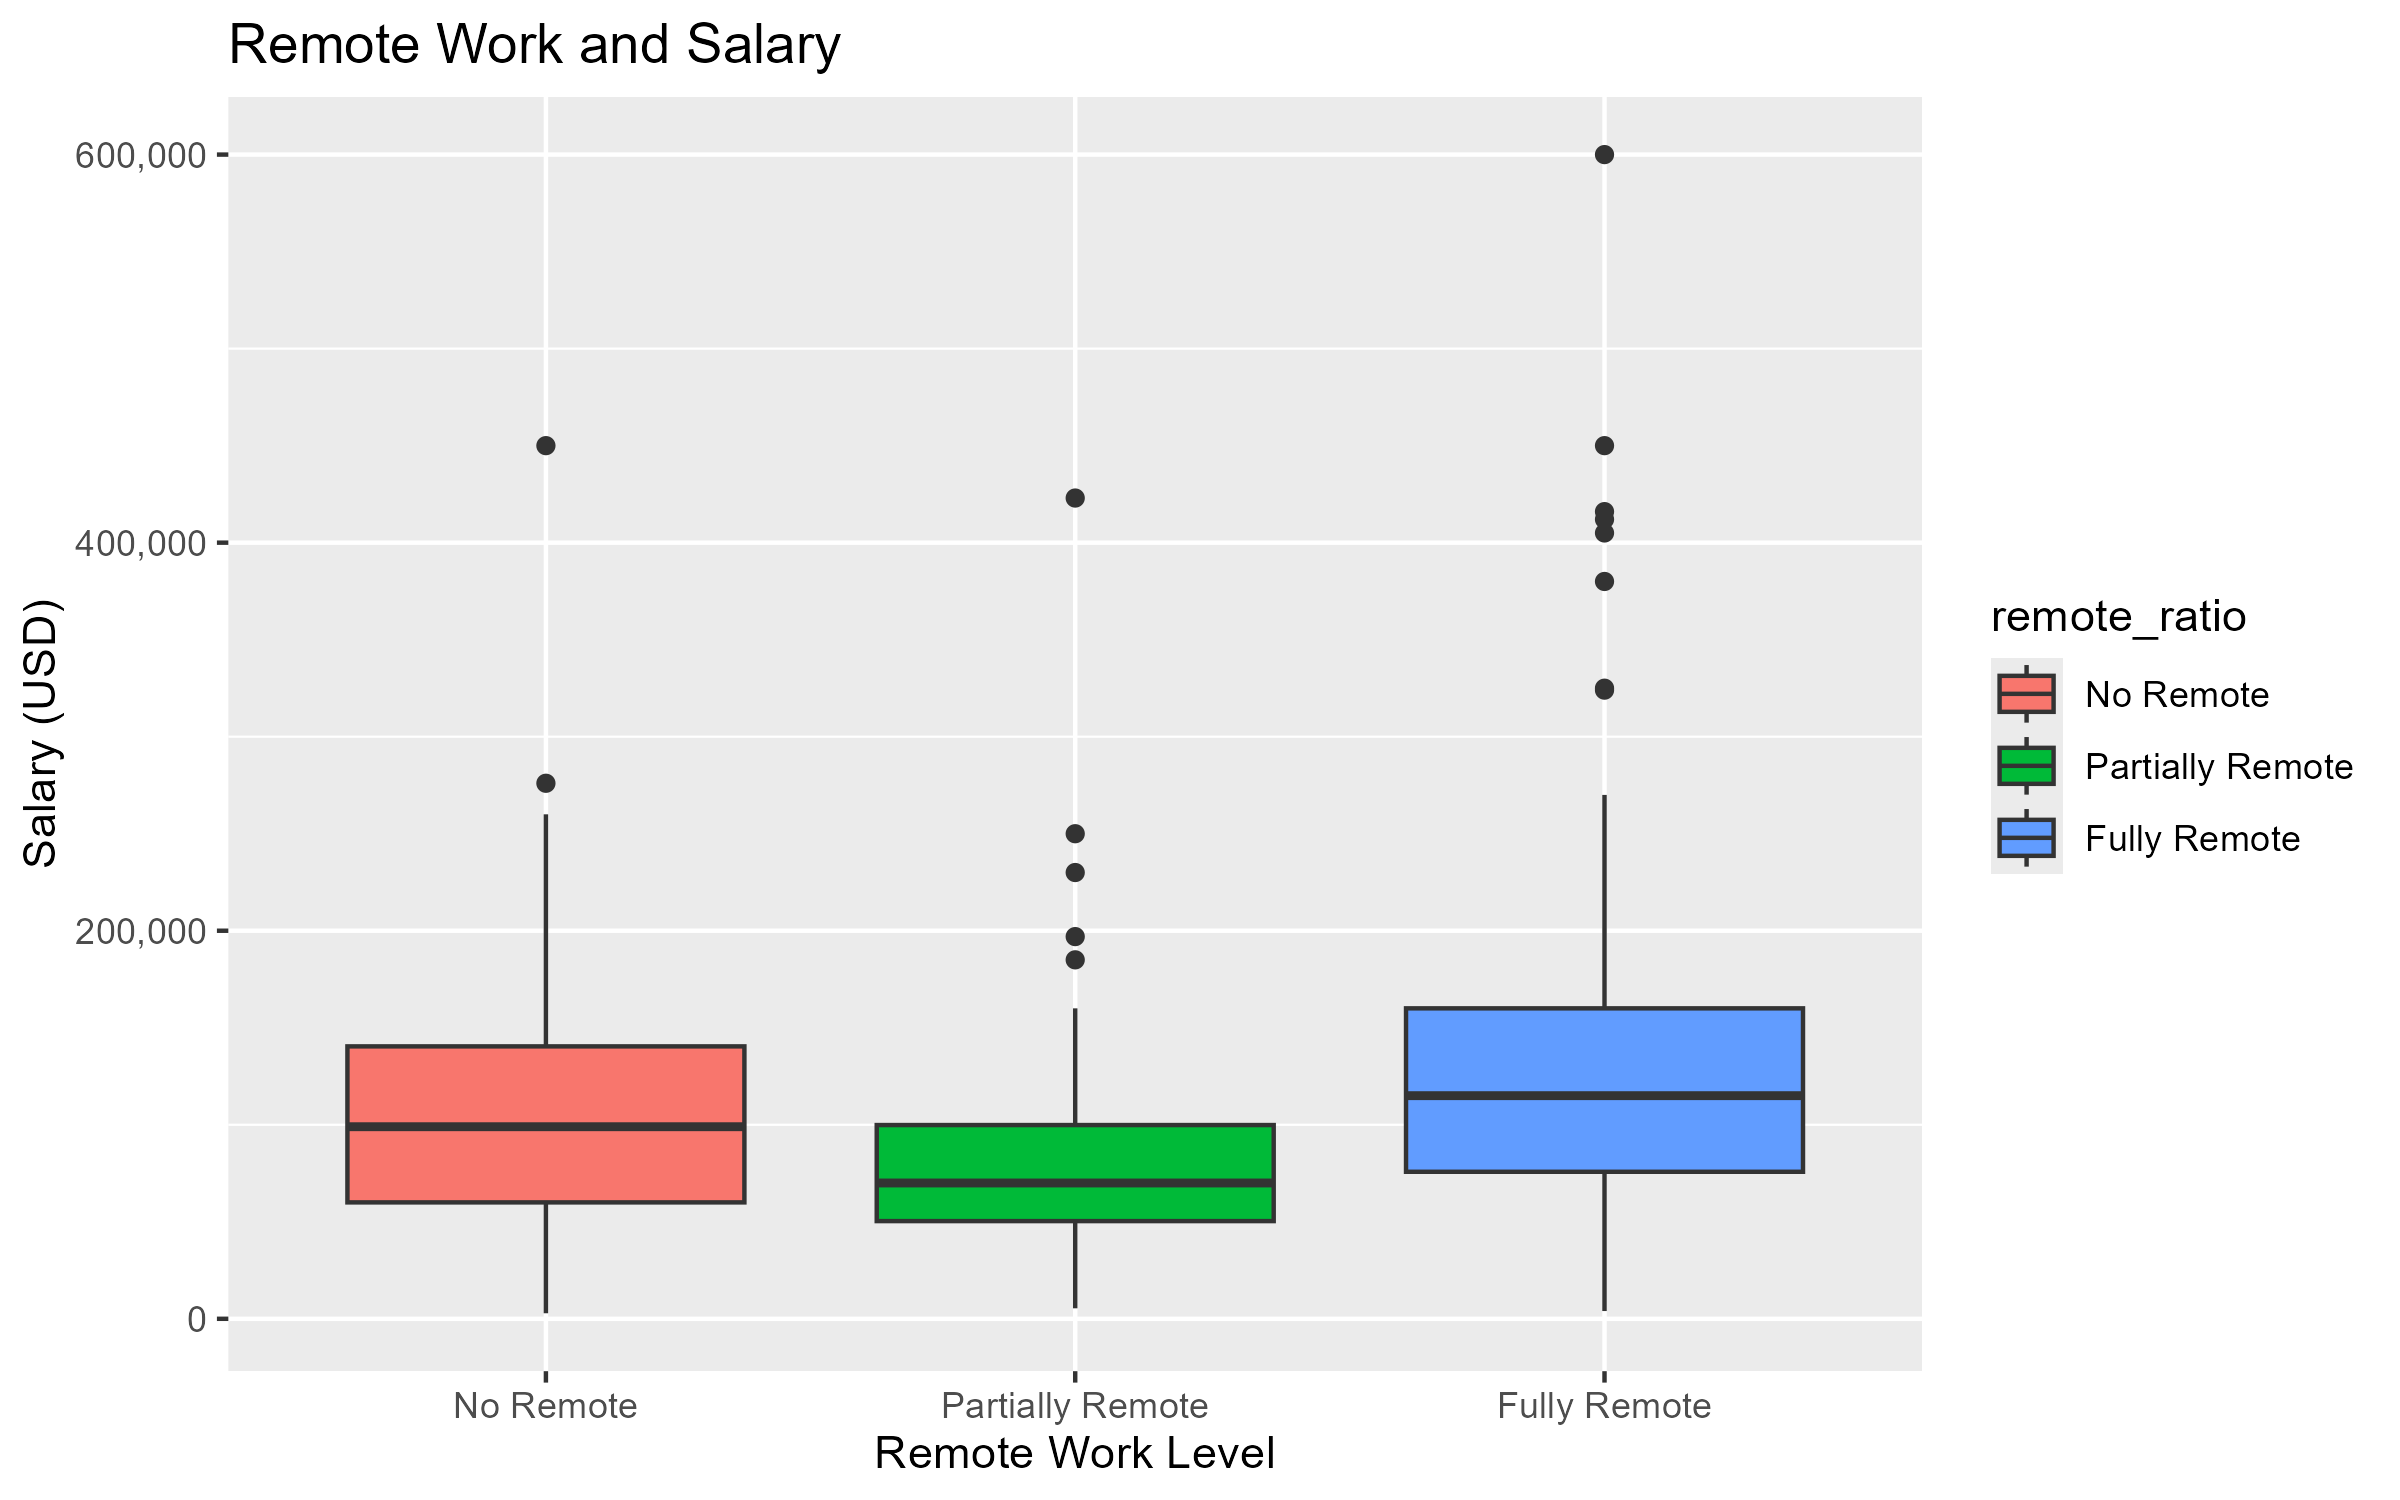 Remote Work and Salary
600,000
400,000
200,000
0
Salary (USD)
No Remote
Partially Remote
Fully Remote
Remote Work Level
remote_ratio
No Remote
Partially Remote
Fully Remote